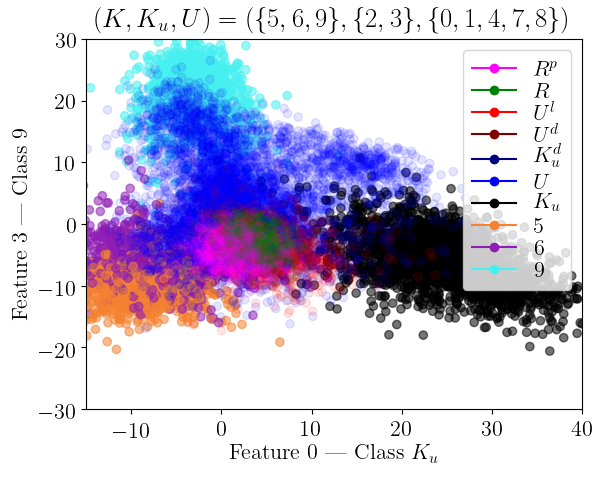 (K, K_u, U) = ({5, 6, 9}, {2, 3}, {0, 1, 4, 7, 8})
30
20
10
0
−10
−20
−30
Feature 3 — Class 9
R^p
R
U^l
U^d
K_u^d
U
K_u
5
6
9
−10
0
10
20
30
40
Feature 0 — Class K_u